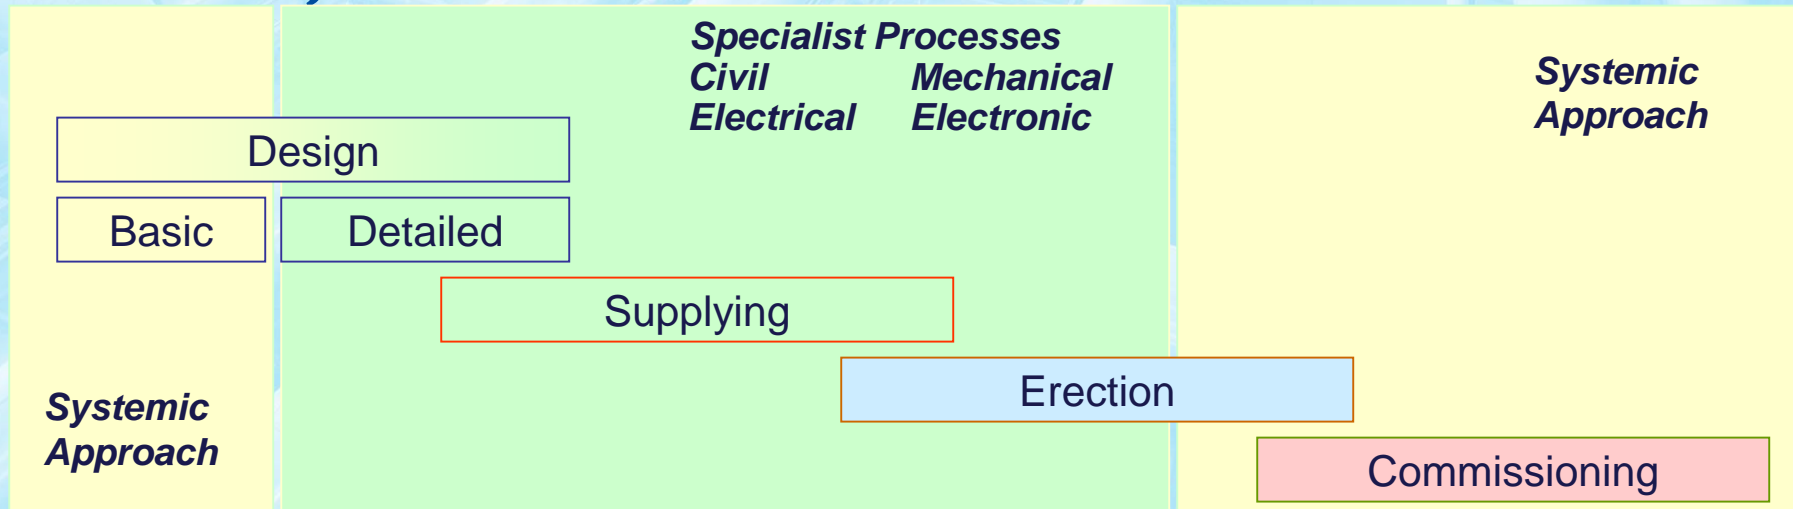 Specialist Processes
Civil Mechanical
Electrical Electronic
Systemic
Approach
Design
Basic Detailed
Supplying
Erection
Systemic
Approach
Commissioning